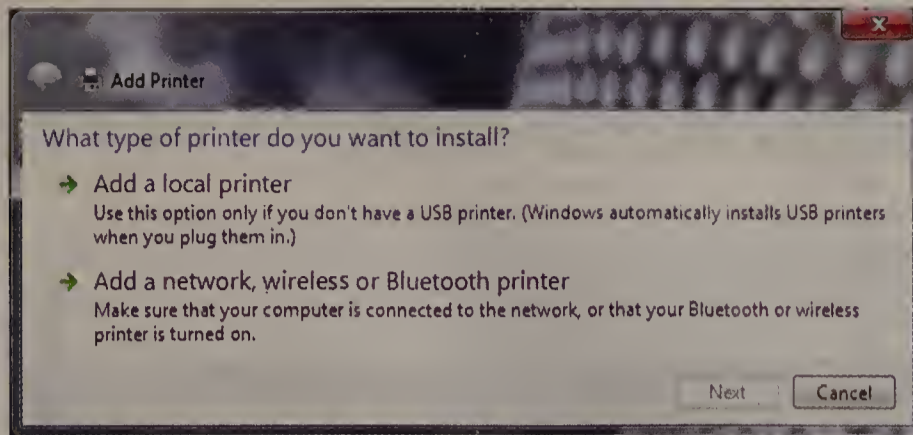 Add Printer
What type of printer do you want to install?
Add a local printer
Use this option only if you don't have a USB printer. (Windows automatically installs USB printers
when you plug them in.)
Add a network, wireless or Bluetooth printer
Make sure that your computer is connected to the network, or that your Bluetooth or wireless
printer is turned on.
Next
Cancel